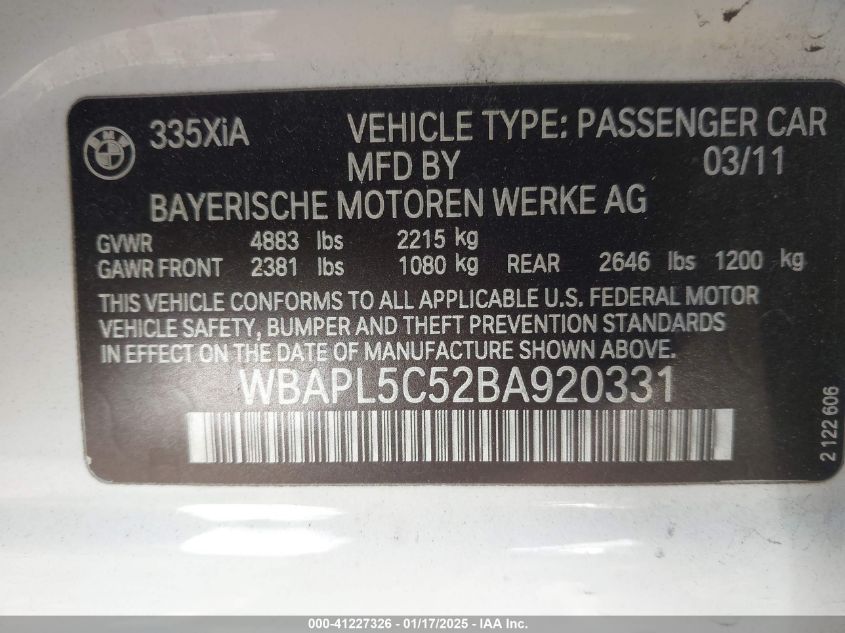 335XiA VEHICLE TYPE: PASSENGER CAR
MFD BY 03/11
BAYERISCHE MOTOREN WERKE AG
GVWR 4883 lbs 2215 kg
GAWR FRONT 2381 lbs 1080 kg REAR 2646 lbs 1200 kg
THIS VEHICLE CONFORMS TO ALL APPLICABLE U.S. FEDERAL MOTOR
VEHICLE SAFETY, BUMPER AND THEFT PREVENTION STANDARDS
IN EFFECT ON THE DATE OF MANUFACTURE SHOWN ABOVE.
WBAPL5C52BA920331
2 122 606
000-41227326 - 01/17/2025 - IAA Inc.